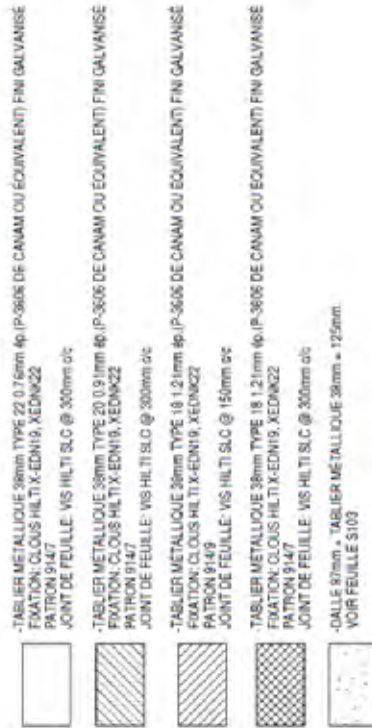 -TABLIER MÉTALLIQUE 38mm TYPE 22 0.76mm ép.(P-3606 DE CANAM OU ÉQUIVALENT) FINI GALVANISÉ
FIXATION: CLOUS HILTI X-EDN19, XEDNK22
PATRON 914/7
JOINT DE FEUILLE: VIS HILTI SLC @ 300mm c/c
-TABLIER MÉTALLIQUE 38mm TYPE 20 0.91mm ép.(P-3606 DE CANAM OU ÉQUIVALENT) FINI GALVANISÉ
FIXATION: CLOUS HILTI X-EDN19, XEDNK22
PATRON 914/7
JOINT DE FEUILLE: VIS HILTI SLC @ 300mm c/c
-TABLIER MÉTALLIQUE 38mm TYPE 18 1.21mm ép.(P-3606 DE CANAM OU ÉQUIVALENT) FINI GALVANISÉ
FIXATION: CLOUS HILTI X-EDN19, XEDNK22
PATRON 914/9
JOINT DE FEUILLE: VIS HILTI SLC @ 150mm c/c
-TABLIER MÉTALLIQUE 38mm TYPE 18 1.21mm ép.(P-3606 DE CANAM OU ÉQUIVALENT) FINI GALVANISÉ
FIXATION: CLOUS HILTI X-EDN19, XEDNK22
PATRON 914/7
JOINT DE FEUILLE: VIS HILTI SLC @ 300mm c/c
-DALLE 87mm + TABLIER MÉTALLIQUE 38mm = 125mm
VOIR FEUILLE S103